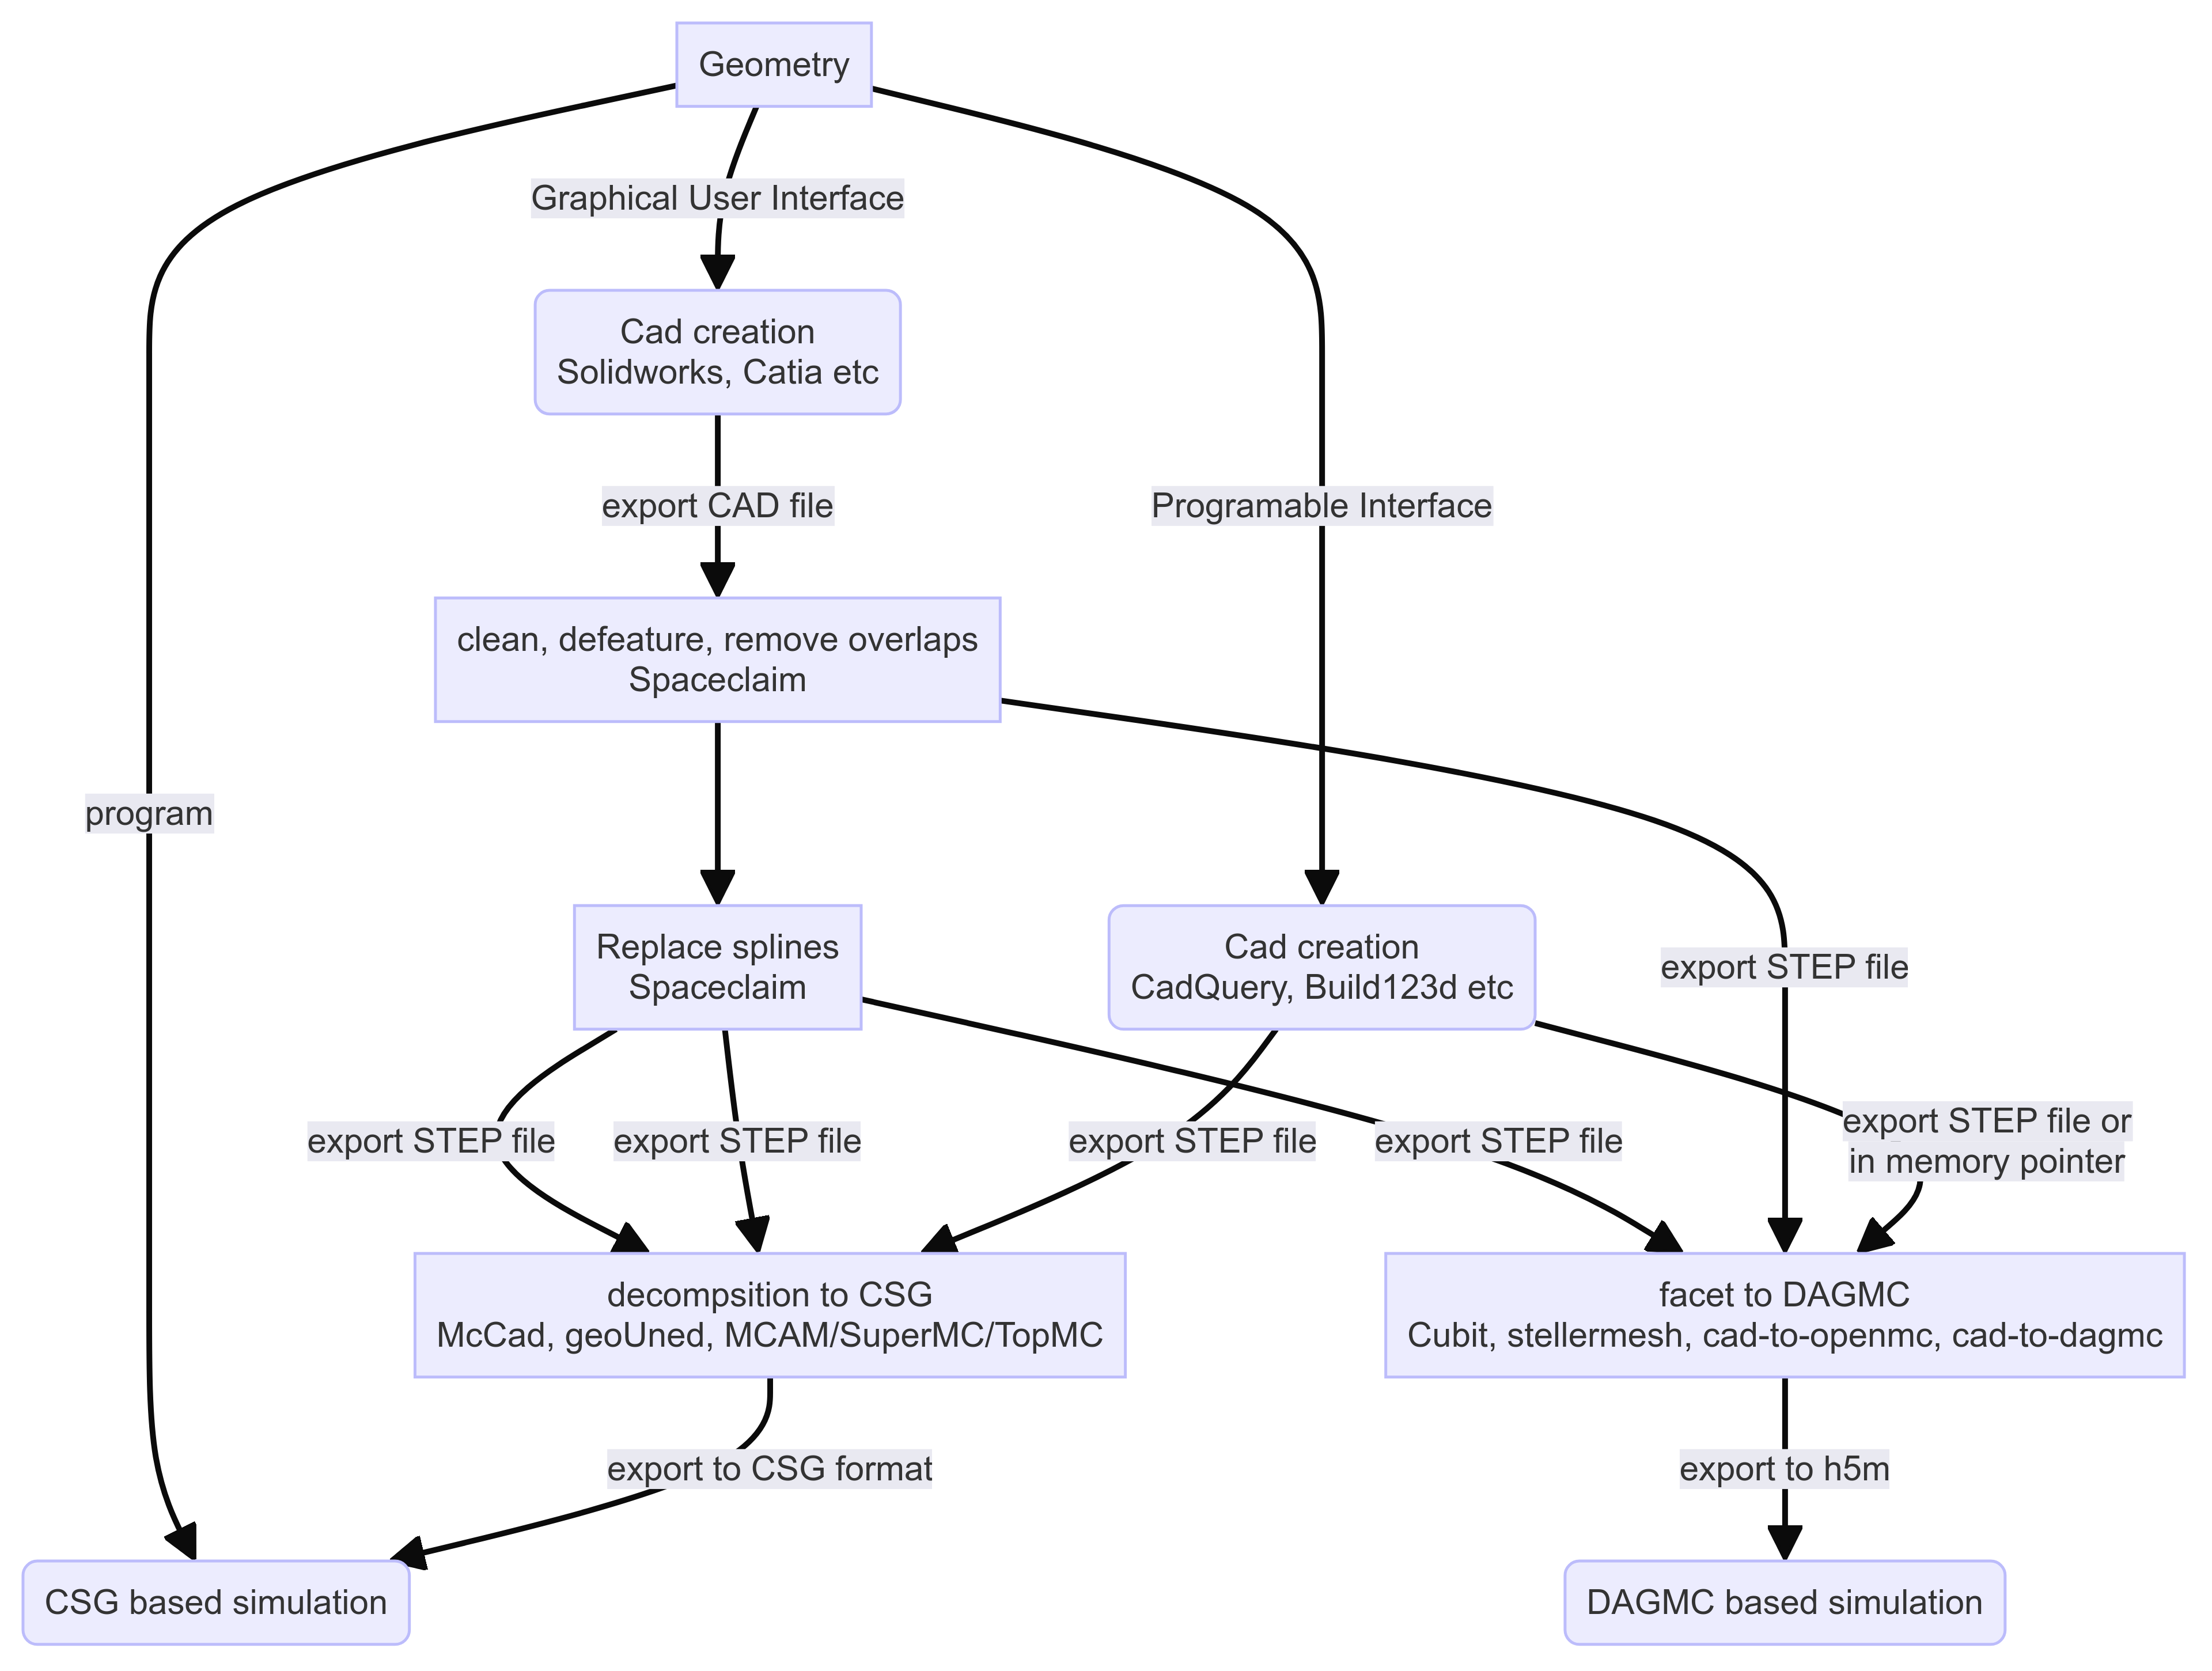 Geometry
Graphical User Interface
Cad creation
Solidworks, Catia etc
export CAD file
Programable Interface
clean, defeature, remove overlaps
Spaceclaim
program
Replace splines
Spaceclaim
Cad creation
CadQuery, Build123d etc
export STEP file
export STEP file
export STEP file
export STEP file
export STEP file
export STEP file or
in memory pointer
decompsition to CSG
McCad, geoUned, MCAM/SuperMC/TopMC
facet to DAGMC
Cubit, stellermesh, cad-to-openmc, cad-to-dagmc
export to CSG format
export to h5m
CSG based simulation
DAGMC based simulation